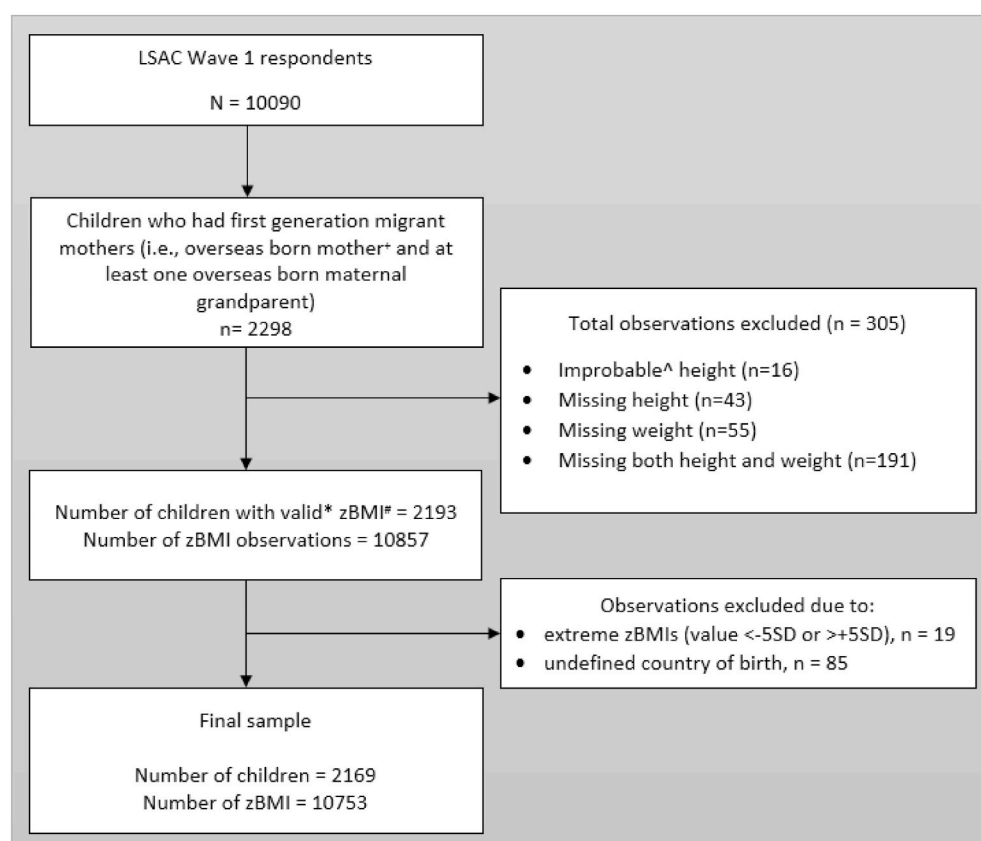 LSAC Wave 1 respondents
N = 10090
Children who had first generation migrant
mothers (i.e., overseas born mother⁺ and at
least one overseas born maternal
grandparent)
n= 2298
Total observations excluded (n = 305)
• Improbable^ height (n=16)
• Missing height (n=43)
• Missing weight (n=55)
• Missing both height and weight (n=191)
Number of children with valid* zBMI# = 2193
Number of zBMI observations = 10857
Observations excluded due to:
• extreme zBMIs (value <-5SD or >+5SD), n = 19
• undefined country of birth, n = 85
Final sample
Number of children = 2169
Number of zBMI = 10753